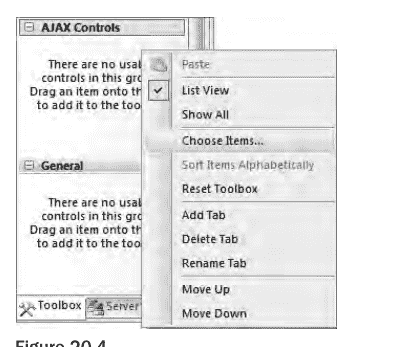 AJAX Controls
There are no usal
controls in this gro
Drag an item onto th
to add it to the too
Paste
List View
Show All
Choose Items...
Sort Items Alphabetically
Reset Toolbox
Add Tab
Delete Tab
Rename Tab
Move Up
Move Down
General
There are no usal
controls in this gro
Drag an item onto th
to add it to the too
Toolbox
Server
Figure 20.4